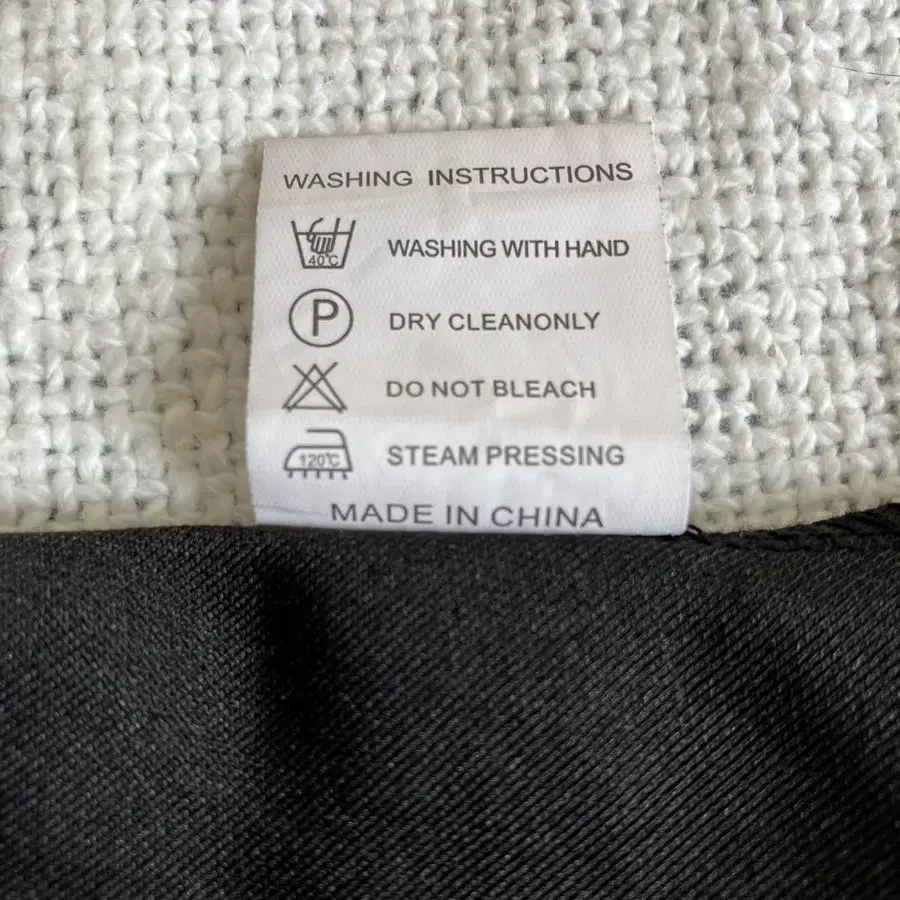 WASHING INSTRUCTIONS
40℃ WASHING WITH HAND
P DRY CLEANONLY
DO NOT BLEACH
120℃ STEAM PRESSING
MADE IN CHINA